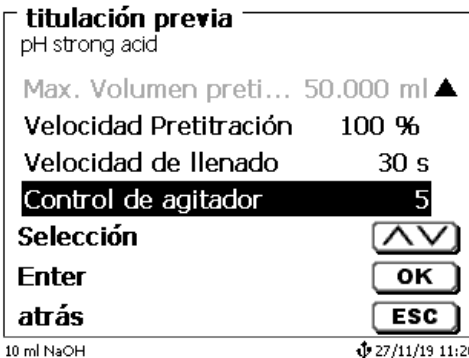 titulación previa
pH strong acid
Max. Volumen preti... 50.000 ml
Velocidad Pretitración 100 %
Velocidad de llenado 30 s
Control de agitador 5
Selección
Enter OK
atrás ESC
10 ml NaOH 27/11/19 11:20